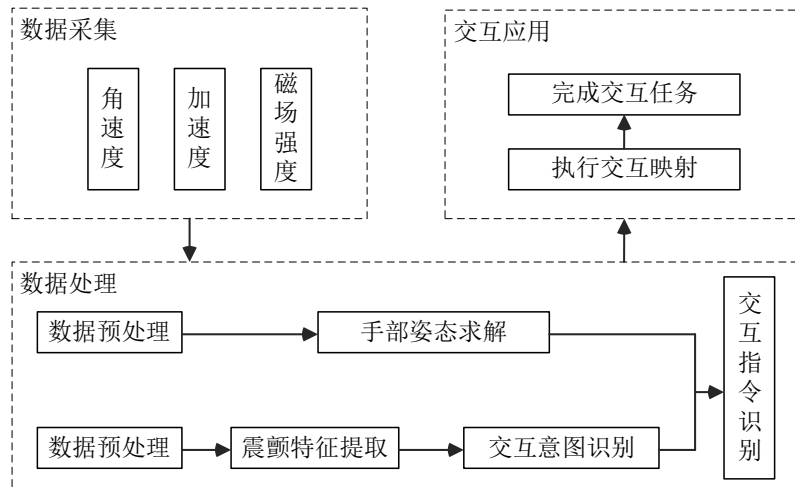 数据采集
角速度
加速度
磁场强度
交互应用
完成交互任务
执行交互映射
数据处理
数据预处理
手部姿态求解
交互指令识别
数据预处理
震颤特征提取
交互意图识别